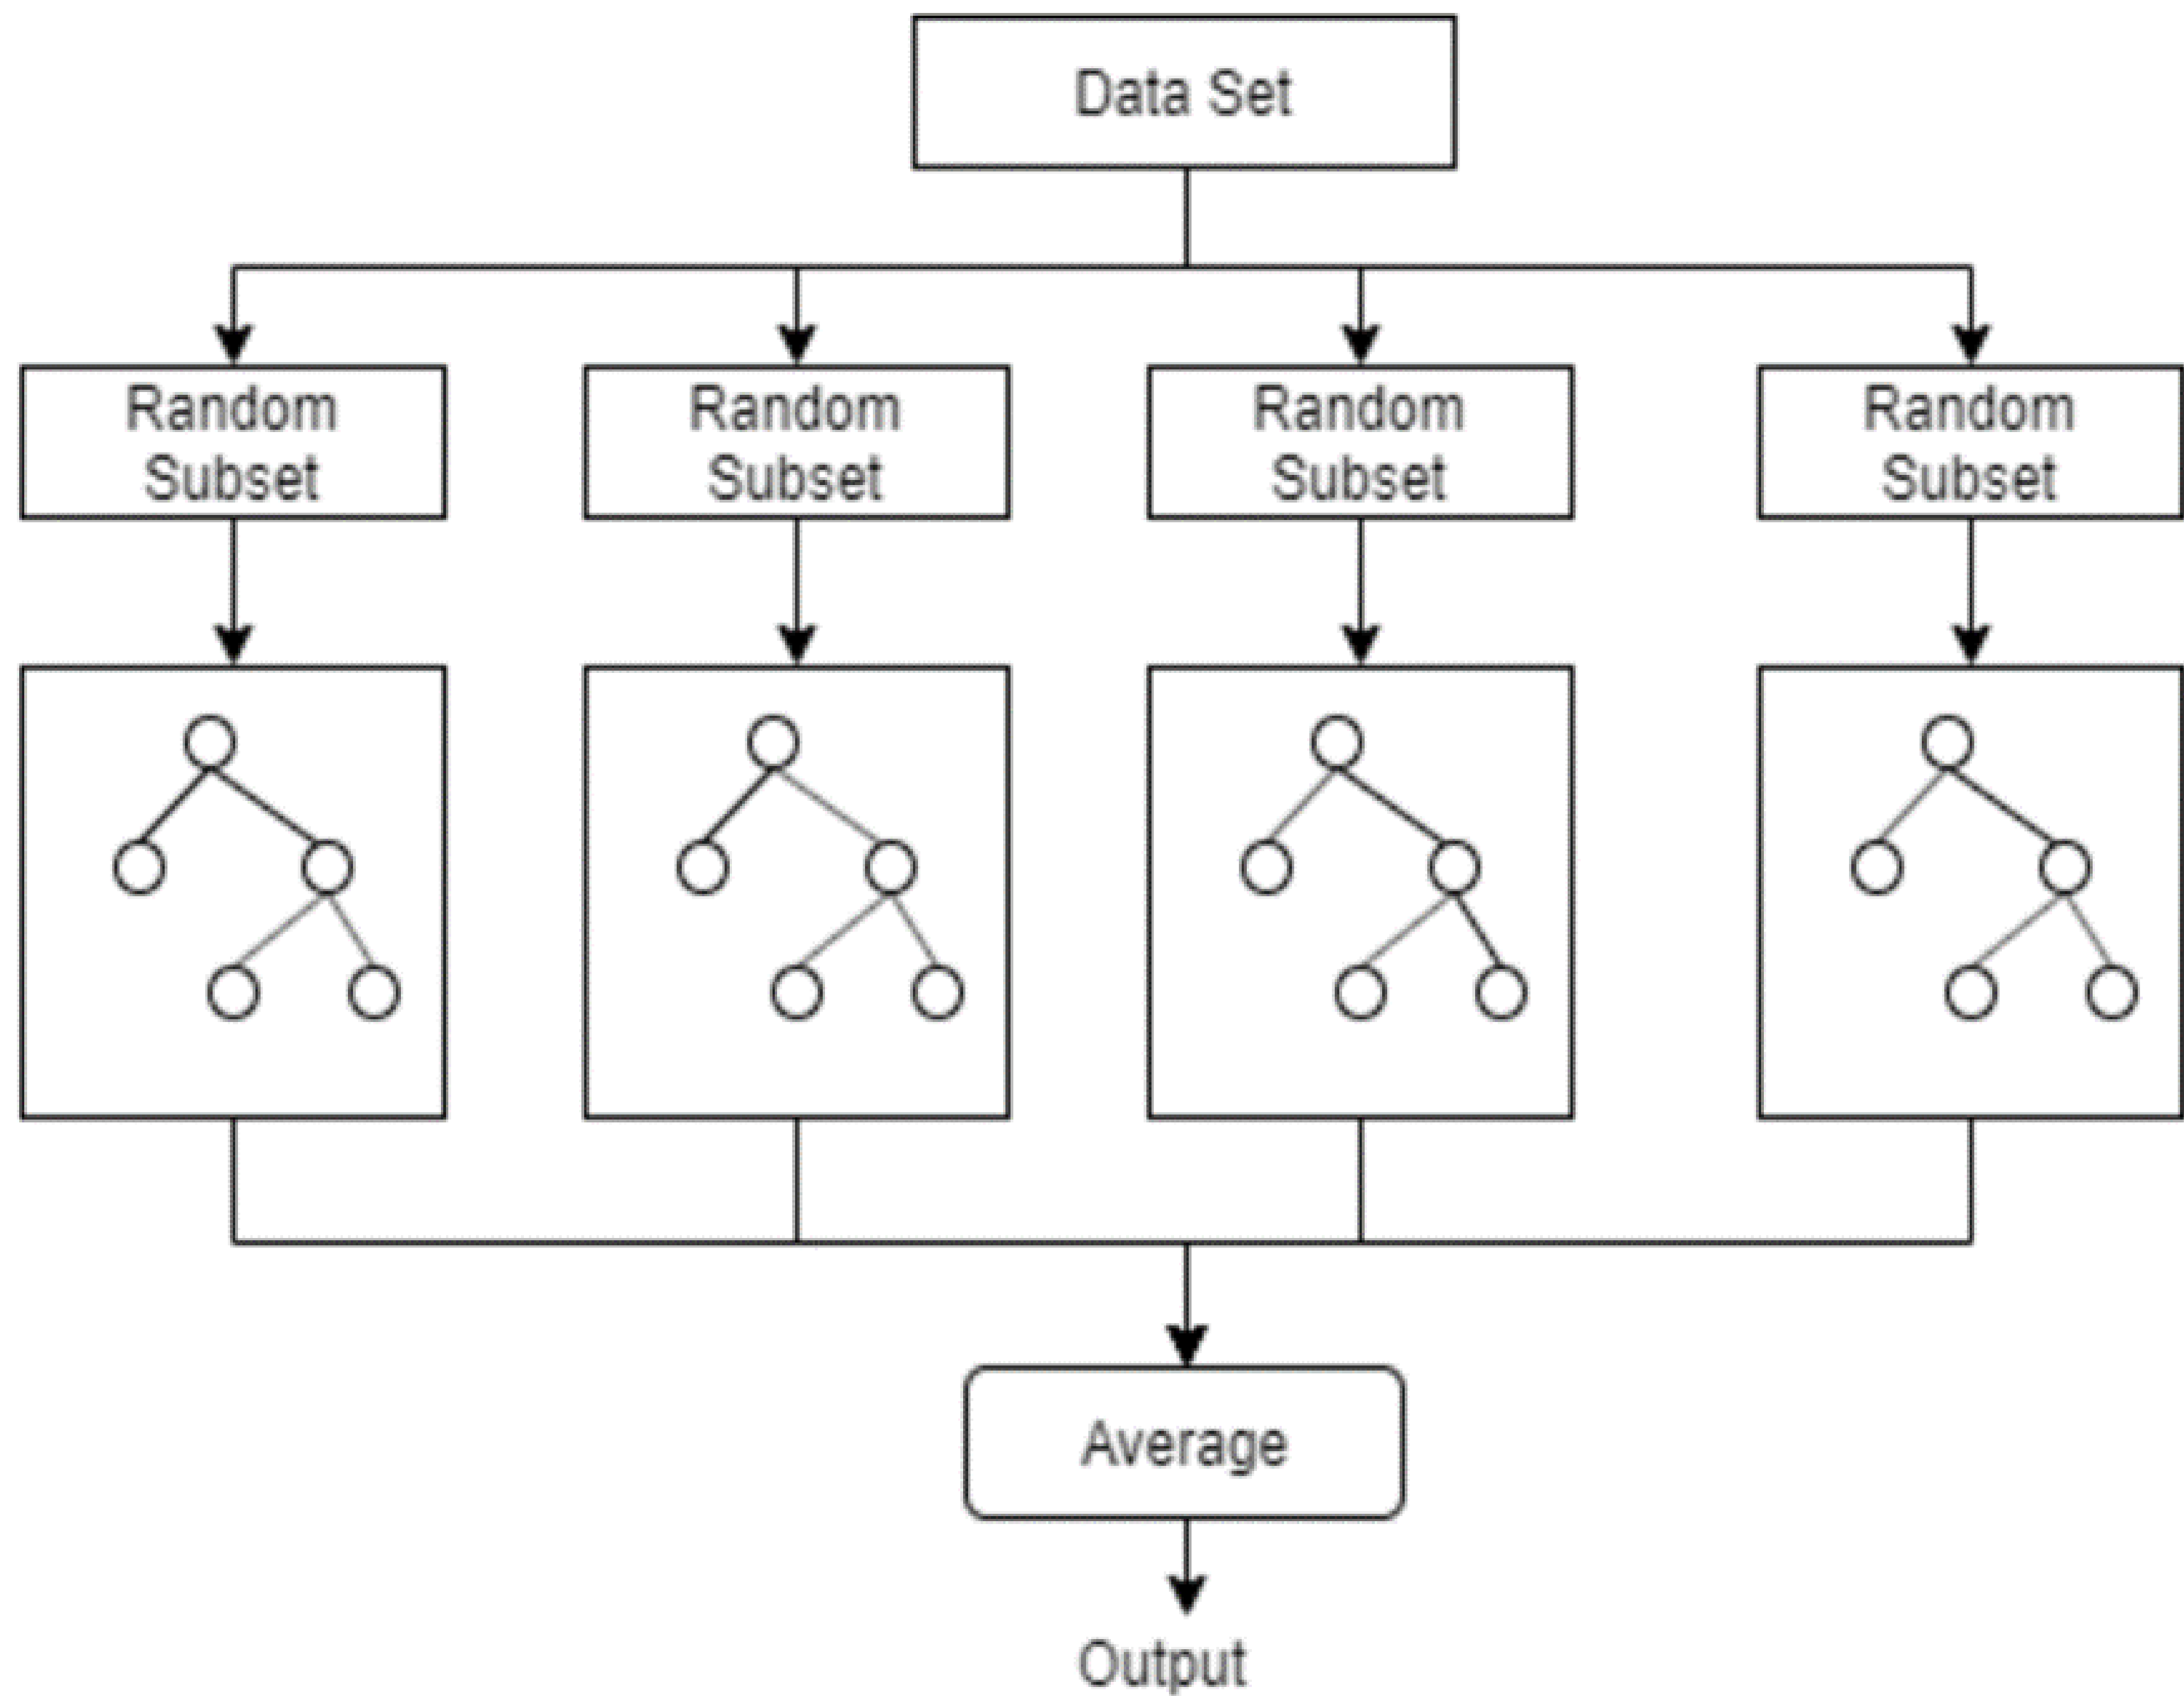 Data Set
Random
Subset
Random
Subset
Random
Subset
Random
Subset
Average
Output